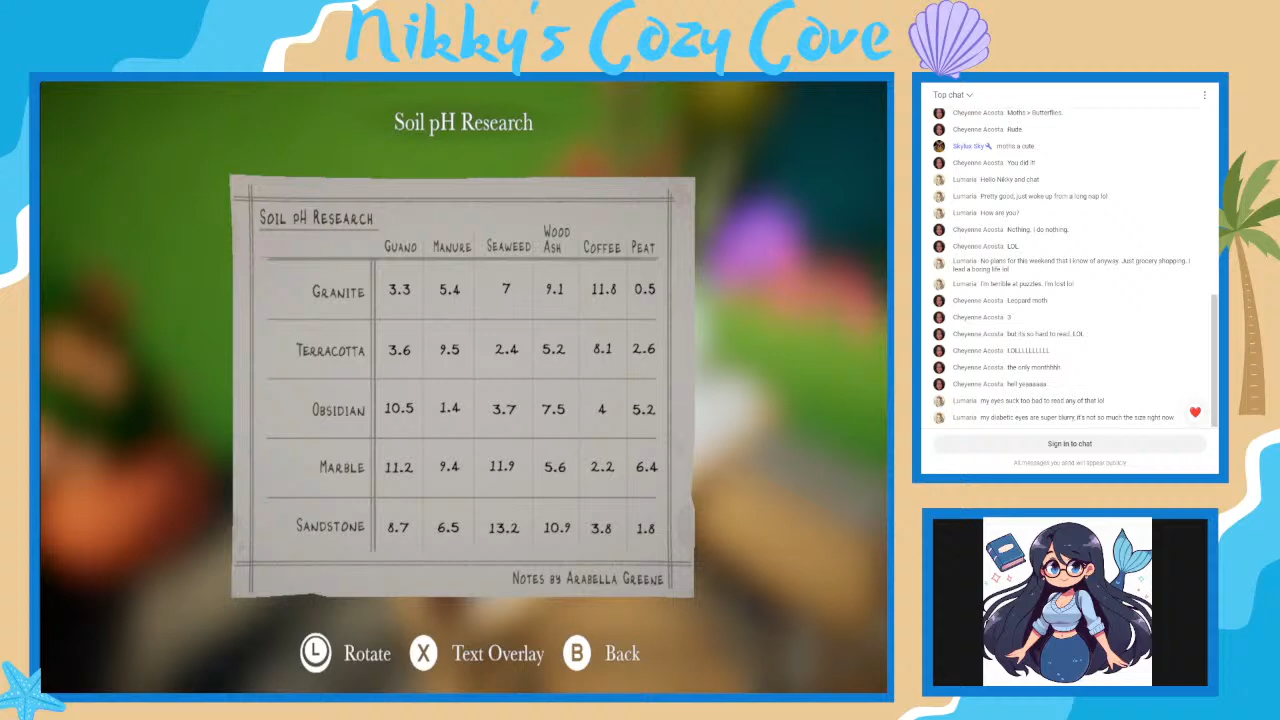 Nikky's Cozy Cove
Soil pH Research
SOIL pH RESEARCH
GUANO MANURE SEAWEED WOOD ASH COFFEE PEAT
GRANITE 3.3 5.4 7 9.1 11.8 0.5
TERRACOTTA 3.6 9.5 2.4 5.2 8.1 2.6
OBSIDIAN 10.5 1.4 3.7 7.5 4 5.2
MARBLE 11.2 9.4 11.9 5.6 2.2 6.4
SANDSTONE 8.7 6.5 13.2 10.9 3.8 1.8
NOTES BY ARABELLA GREENE
L Rotate X Text Overlay B Back
Top chat
Cheyenne Acosta Moths > Butterflies.
Cheyenne Acosta Rude
Skylux Sky moths a cute
Cheyenne Acosta You did it!
Lumaria Hello Nikky and chat
Lumaria Pretty good, just woke up from a long nap lol
Lumaria How are you?
Cheyenne Acosta Nothing. I do nothing.
Cheyenne Acosta LOL
Lumaria No plans for this weekend that I know of anyway. Just grocery shopping. I
lead a boring life lol
Lumaria I'm terrible at puzzles. I'm lost lol
Cheyenne Acosta Leopard moth
Cheyenne Acosta 3
Cheyenne Acosta but its so hard to read. LOL
Cheyenne Acosta LOLLLLLLLLL
Cheyenne Acosta the only monthhhh
Cheyenne Acosta hell yeaaaaaa
Lumaria my eyes suck too bad to read any of that lol
Lumaria my diabetic eyes are super blurry, it's not so much the size right now
Sign in to chat
All messages you send will appear publicly